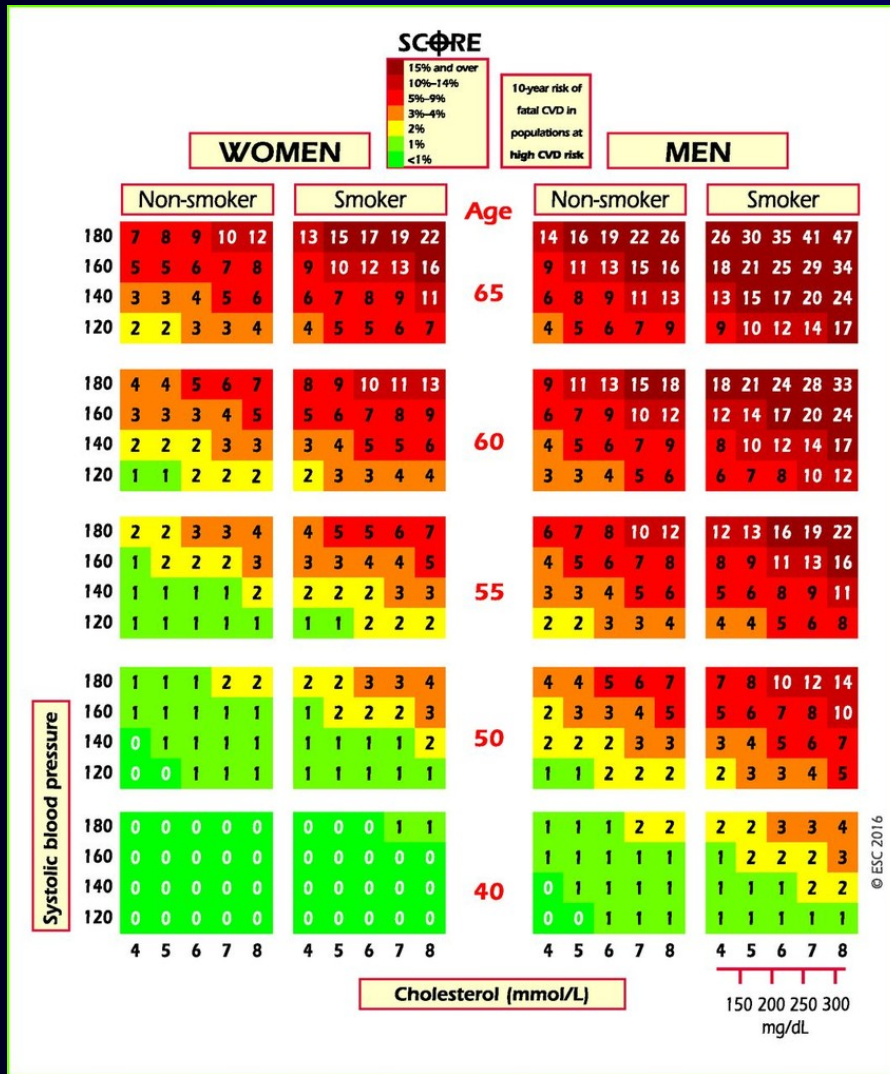 SCORE
15% and over
10%–14%
5%–9%
3%–4%
2%
1%
<1%
10-year risk of
fatal CVD in
populations at
high CVD risk
WOMEN
MEN
Non-smoker
Smoker
Age
Non-smoker
Smoker
180 7 8 9 10 12 13 15 17 19 22 14 16 19 22 26 26 30 35 41 47
160 5 5 6 7 8 9 10 12 13 16 9 11 13 15 16 18 21 25 29 34
65
140 3 3 4 5 6 6 7 8 9 11 6 8 9 11 13 13 15 17 20 24
120 2 2 3 3 4 4 5 5 6 7 4 5 6 7 9 9 10 12 14 17
180 4 4 5 6 7 8 9 10 11 13 9 11 13 15 18 18 21 24 28 33
160 3 3 3 4 5 5 6 7 8 9 6 7 9 10 12 12 14 17 20 24
60
140 2 2 2 3 3 3 4 5 5 6 4 5 6 7 9 8 10 12 14 17
120 1 1 2 2 2 2 3 3 4 4 3 3 4 5 6 6 7 8 10 12
180 2 2 3 3 4 4 5 5 6 7 6 7 8 10 12 12 13 16 19 22
160 1 2 2 2 3 3 3 4 4 5 4 5 6 7 8 8 9 11 13 16
55
140 1 1 1 1 2 2 2 2 3 3 3 3 4 5 6 5 6 8 9 11
120 1 1 1 1 1 1 1 2 2 2 2 2 3 3 4 4 4 5 6 8
180 1 1 1 2 2 2 2 3 3 4 4 4 5 6 7 7 8 10 12 14
160 1 1 1 1 1 1 2 2 2 3 2 3 3 4 5 5 6 7 8 10
50
140 0 1 1 1 1 1 1 1 1 2 2 2 2 3 3 3 4 5 6 7
120 0 0 1 1 1 1 1 1 1 1 1 1 2 2 2 2 3 3 4 5
180 0 0 0 0 0 0 0 0 1 1 1 1 1 2 2 2 2 3 3 4
160 0 0 0 0 0 0 0 0 0 0 1 1 1 1 1 1 2 2 2 3
40
140 0 0 0 0 0 0 0 0 0 0 0 1 1 1 1 1 1 1 2 2
120 0 0 0 0 0 0 0 0 0 0 0 0 1 1 1 1 1 1 1 1
4 5 6 7 8 4 5 6 7 8 4 5 6 7 8 4 5 6 7 8
Systolic blood pressure
Cholesterol (mmol/L)
150 200 250 300
mg/dL
© ESC 2016